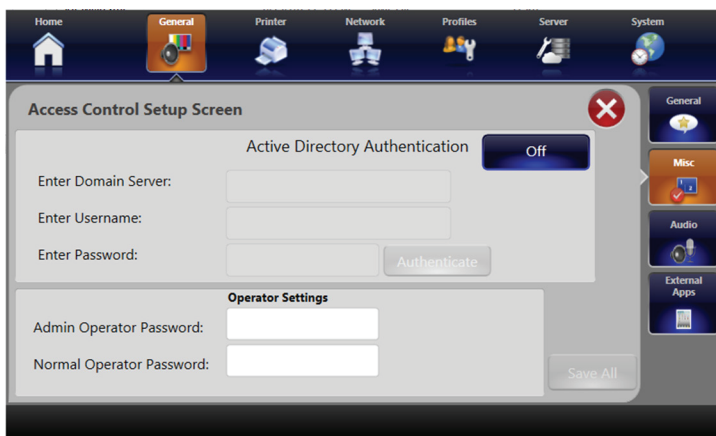 Home General Printer Network Profiles Server System
General
Access Control Setup Screen
Active Directory Authentication Off
Misc
Enter Domain Server:
Enter Username:
Audio
Enter Password: Authenticate
External
Apps
Operator Settings
Admin Operator Password:
Normal Operator Password:
Save All